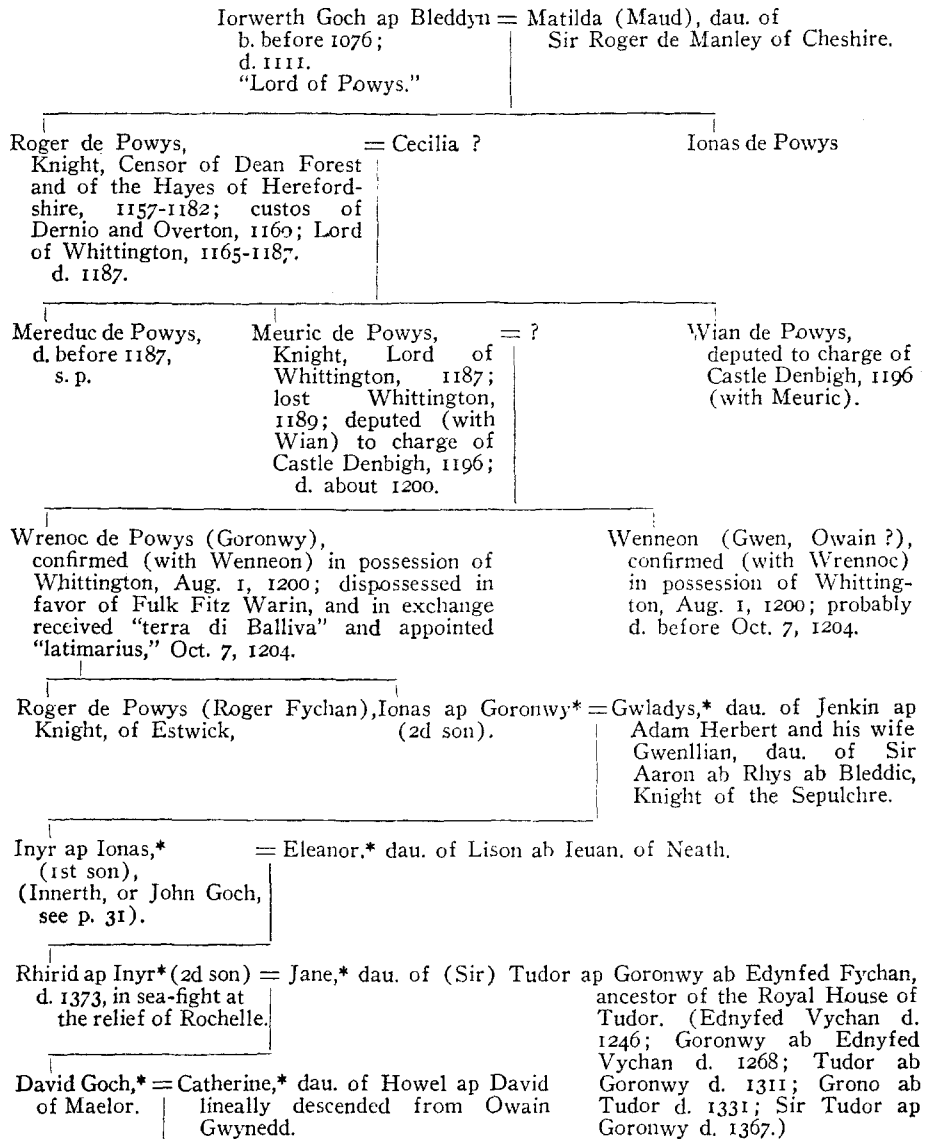 Iorwerth Goch ap Bleddyn = Matilda (Maud), dau. of
b. before 1076; Sir Roger de Manley of Cheshire.
d. 1111.
"Lord of Powys."
Roger de Powys, = Cecilia ? Ionas de Powys
Knight, Censor of Dean Forest
and of the Hayes of Hereford-
shire, 1157-1182; custos of
Dernio and Overton, 1160; Lord
of Whittington, 1165-1187.
d. 1187.
Mereduc de Powys, Meuric de Powys, = ? Wian de Powys,
d. before 1187, Knight, Lord of deputed to charge of
s. p. Whittington, 1187; Castle Denbigh, 1196
lost Whittington, (with Meuric).
1189; deputed (with
Wian) to charge of
Castle Denbigh, 1196;
d. about 1200.
Wrenoc de Powys (Goronwy), Wenneon (Gwen, Owain ?),
confirmed (with Wenneon) in possession of confirmed (with Wrennoc)
Whittington, Aug. 1, 1200; dispossessed in in possession of Whitting-
favor of Fulk Fitz Warin, and in exchange ton, Aug. 1, 1200; probably
received "terra di Balliva" and appointed d. before Oct. 7, 1204.
"latimarius," Oct. 7, 1204.
Roger de Powys (Roger Fychan), Ionas ap Goronwy* = Gwladys,* dau. of Jenkin ap
Knight, of Estwick, (2d son). Adam Herbert and his wife
Gwenllian, dau. of Sir
Aaron ab Rhys ab Bleddic,
Knight of the Sepulchre.
Inyr ap Ionas,* = Eleanor,* dau. of Lison ab Ieuan, of Neath.
(1st son),
(Innerth, or John Goch,
see p. 31).
Rhirid ap Inyr* (2d son) = Jane,* dau. of (Sir) Tudor ap Goronwy ab Edynfed Fychan,
d. 1373, in sea-fight at ancestor of the Royal House of
the relief of Rochelle. Tudor. (Ednyfed Vychan d.
1246; Goronwy ab Ednyfed
Vychan d. 1268; Tudor ab
David Goch,* = Catherine,* dau. of Howel ap David Goronwy d. 1311; Grono ab
of Maelor. lineally descended from Owain Tudor d. 1331; Sir Tudor ap
Gwynedd. Goronwy d. 1367.)